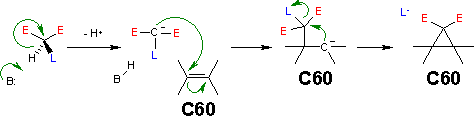 E E - H⁺ E C⁻ E L E E C⁻ L⁻ E E
H L L
B: B H
C60 C60 C60